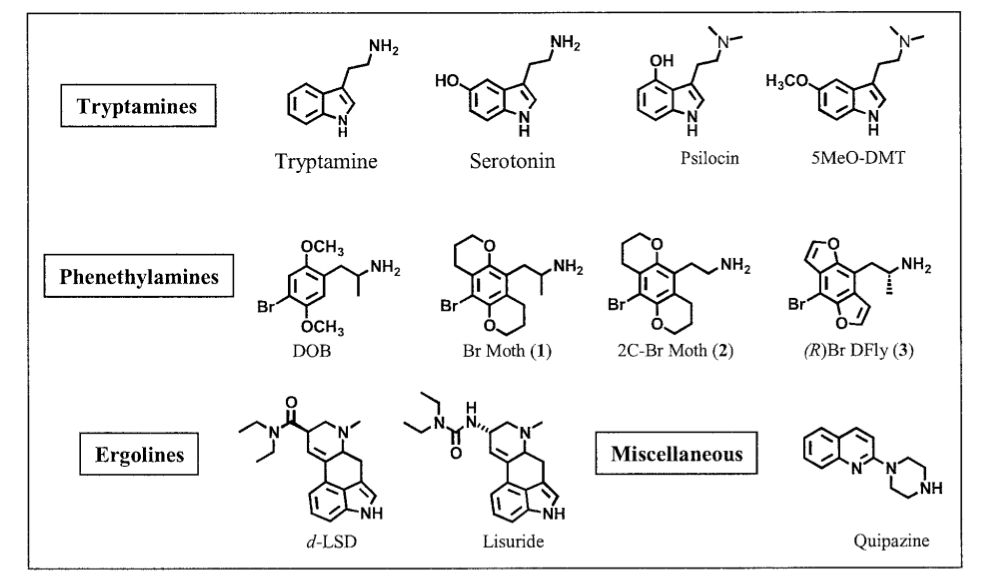 Tryptamines
NH2
N
H
Tryptamine
HO
NH2
N
H
Serotonin
OH
N
N
H
Psilocin
H3CO
N
N
H
5MeO-DMT
Phenethylamines
OCH3
NH2
Br
OCH3
DOB
O
NH2
Br
O
Br Moth (1)
O
NH2
Br
O
2C-Br Moth (2)
O
NH2
Br
O
(R)Br DFly (3)
Ergolines
O
N
N
NH
d-LSD
H
N
N
O
N
NH
Lisuride
Miscellaneous
N
N
NH
Quipazine